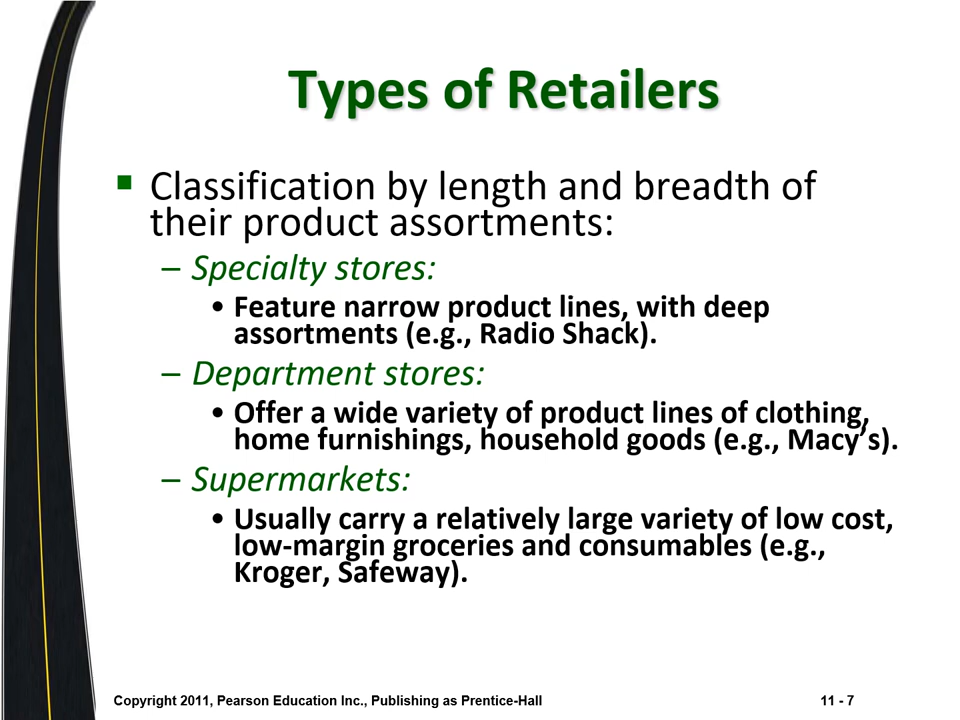 Types of Retailers
▪ Classification by length and breadth of
their product assortments:
– Specialty stores:
• Feature narrow product lines, with deep
assortments (e.g., Radio Shack).
– Department stores:
• Offer a wide variety of product lines of clothing,
home furnishings, household goods (e.g., Macy’s).
– Supermarkets:
• Usually carry a relatively large variety of low cost,
low-margin groceries and consumables (e.g.,
Kroger, Safeway).
Copyright 2011, Pearson Education Inc., Publishing as Prentice-Hall 11 - 7